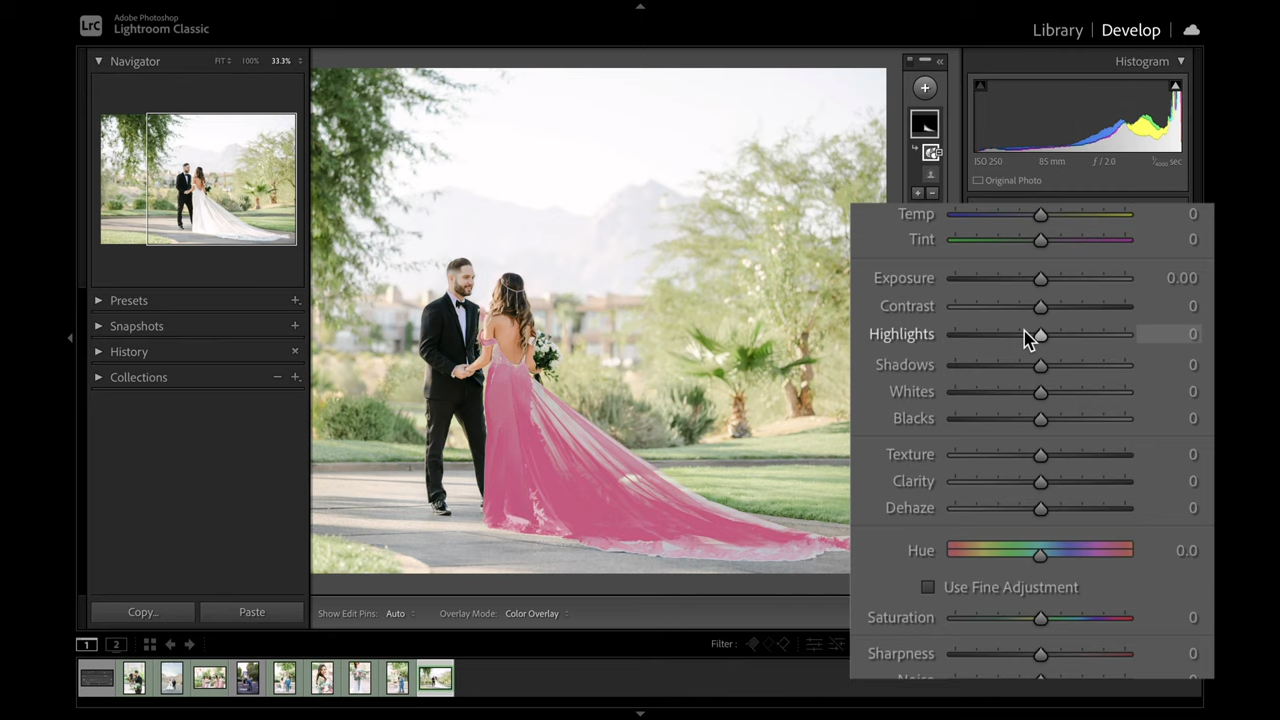 LrC
Adobe Photoshop
Lightroom Classic
Library | Develop
Navigator
FIT
100%
33.3%
Histogram
ISO 250
85 mm
ƒ / 2.0
Original Photo
Presets
Snapshots
History
Collections
Temp 0
Tint 0
Exposure 0.00
Contrast 0
Highlights 0
Shadows 0
Whites 0
Blacks 0
Texture 0
Clarity 0
Dehaze 0
Hue 0.0
Use Fine Adjustment
Saturation 0
Sharpness 0
Copy...
Paste
Show Edit Pins: Auto
Overlay Mode: Color Overlay
1
2
Filter :